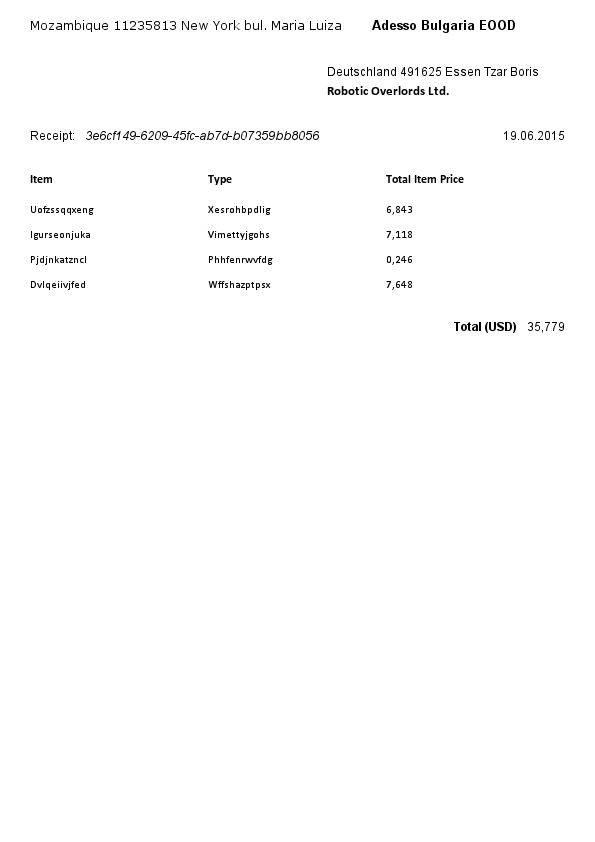 Mozambique 11235813 New York bul. Maria Luiza Adesso Bulgaria EOOD
Deutschland 491625 Essen Tzar Boris
Robotic Overlords Ltd.
Receipt: 3e6cf149-6209-45fc-ab7d-b07359bb8056 19.06.2015
Item Type Total Item Price
Uofzssqqxeng Xesrohbpdlig 6,843
Igurseonjuka Vimettyjgohs 7,118
Pjdjnkatzncl Phhfenrwvfdg 0,246
Dvlqeiivjfed Wffshazptpsx 7,648
Total (USD) 35,779